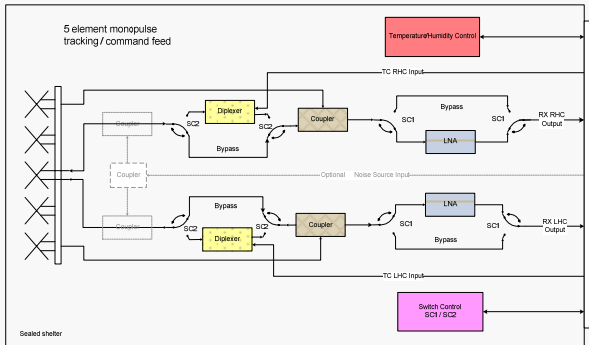 5 element monopulse
tracking / command feed
Temperature/Humidity Control
TC RHC Input
Diplexer
SC2
SC2
Coupler
Bypass
Coupler
Bypass
SC1
SC1
LNA
RX RHC
Output
Coupler
Optional Noise Source Input
Coupler
Bypass
SC2
SC2
Diplexer
Coupler
LNA
SC1
SC1
Bypass
RX LHC
Output
TC LHC Input
Switch Control
SC1 / SC2
Sealed shelter